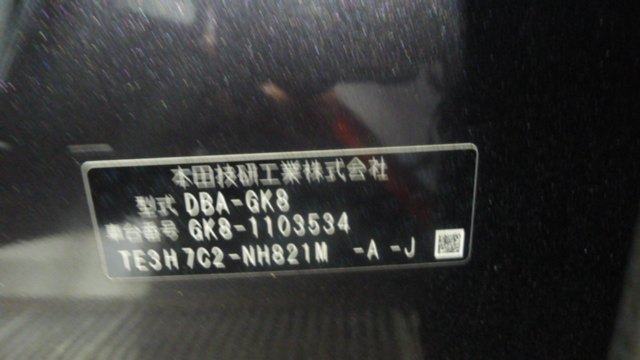 本田技研工業株式会社
型式 DBA-GK8
車台番号 GK8-1103534
TE3H7G2-NH821M -A -J